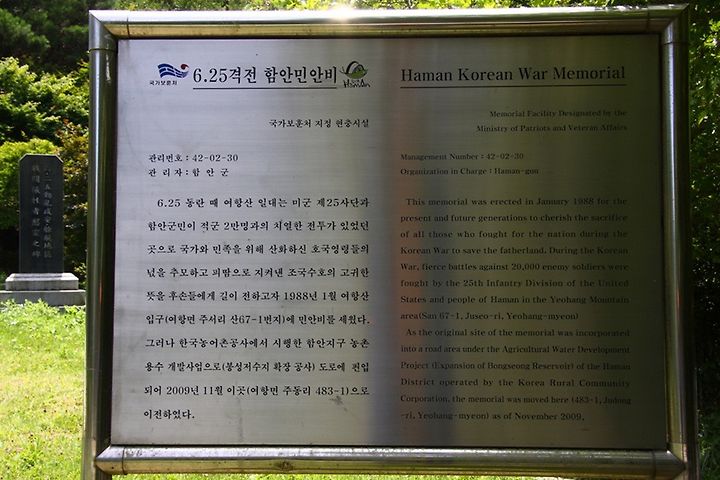 국가보훈처
6.25격전 함안민안비
HamAn
국가보훈처 지정 현충시설
관리번호 : 42-02-30
관 리 자 : 함 안 군
6.25 동란 때 여항산 일대는 미군 제25사단과
함안군민이 적군 2만명과의 치열한 전투가 있었던
곳으로 국가와 민족을 위해 산화하신 호국영령들의
넋을 추모하고 피땀으로 지켜낸 조국수호의 고귀한
뜻을 후손들에게 길이 전하고자 1988년 1월 여항산
입구(여항면 주서리 산67-1번지)에 민안비를 세웠다.
그러나 한국농어촌공사에서 시행한 함안지구 농촌
용수 개발사업으로(봉성저수지 확장 공사) 도로에 편입
되어 2009년 11월 이곳(여항면 주동리 483-1)으로
이전하였다.
Haman Korean War Memorial
Memorial Facility Designated by the
Ministry of Patriots and Veteran Affairs
Management Number : 42-02-30
Organization in Charge : Haman-gun
This memorial was erected in January 1988 for the
present and future generations to cherish the sacrifice
of all those who fought for the nation during the
Korean War to save the fatherland. During the Korean
War, fierce battles against 20,000 enemy soldiers were
fought by the 25th Infantry Division of the United
States and people of Haman in the Yeohang Mountain
area(San 67-1, Juseo-ri, Yeohang-myeon)
As the original site of the memorial was incorporated
into a road area under the Agricultural Water Development
Project (Expansion of Bongseong Reservoir) of the Haman
District operated by the Korea Rural Community
Corporation, the memorial was moved here (483-1, Judong
-ri, Yeohang-myeon) as of November 2009.